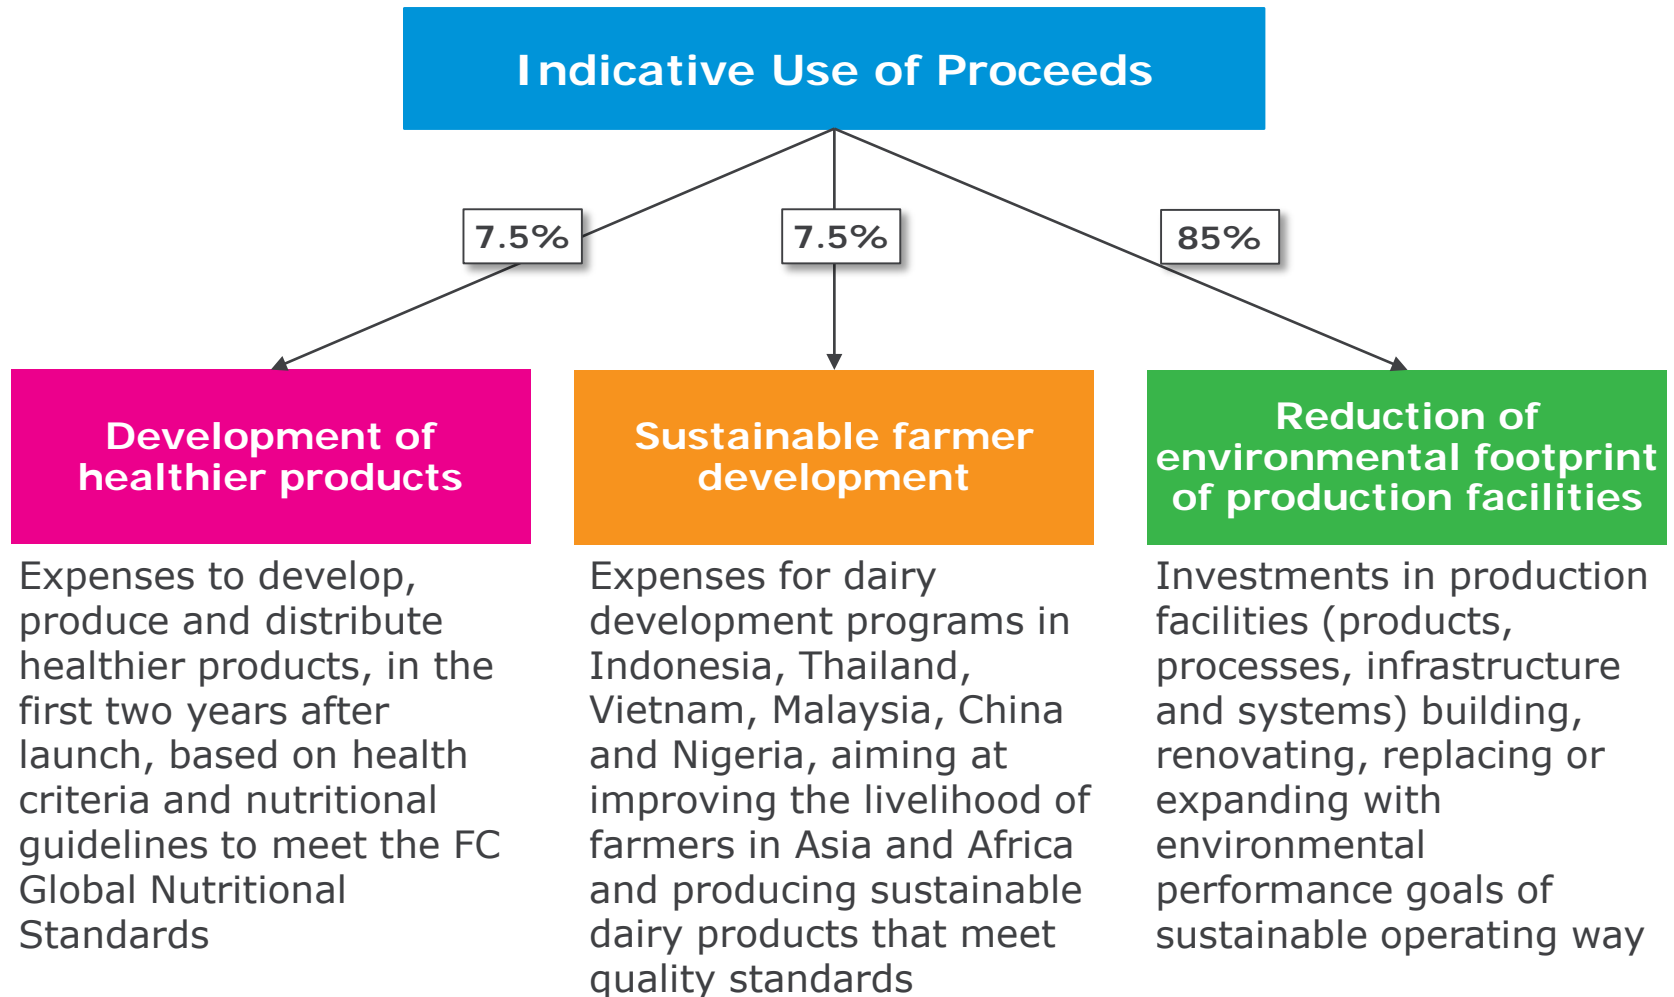 Indicative Use of Proceeds
7.5%
7.5%
85%
Development of
healthier products
Expenses to develop,
produce and distribute
healthier products, in the
first two years after
launch, based on health
criteria and nutritional
guidelines to meet the FC
Global Nutritional
Standards
Sustainable farmer
development
Expenses for dairy
development programs in
Indonesia, Thailand,
Vietnam, Malaysia, China
and Nigeria, aiming at
improving the livelihood of
farmers in Asia and Africa
and producing sustainable
dairy products that meet
quality standards
Reduction of
environmental footprint
of production facilities
Investments in production
facilities (products,
processes, infrastructure
and systems) building,
renovating, replacing or
expanding with
environmental
performance goals of
sustainable operating way